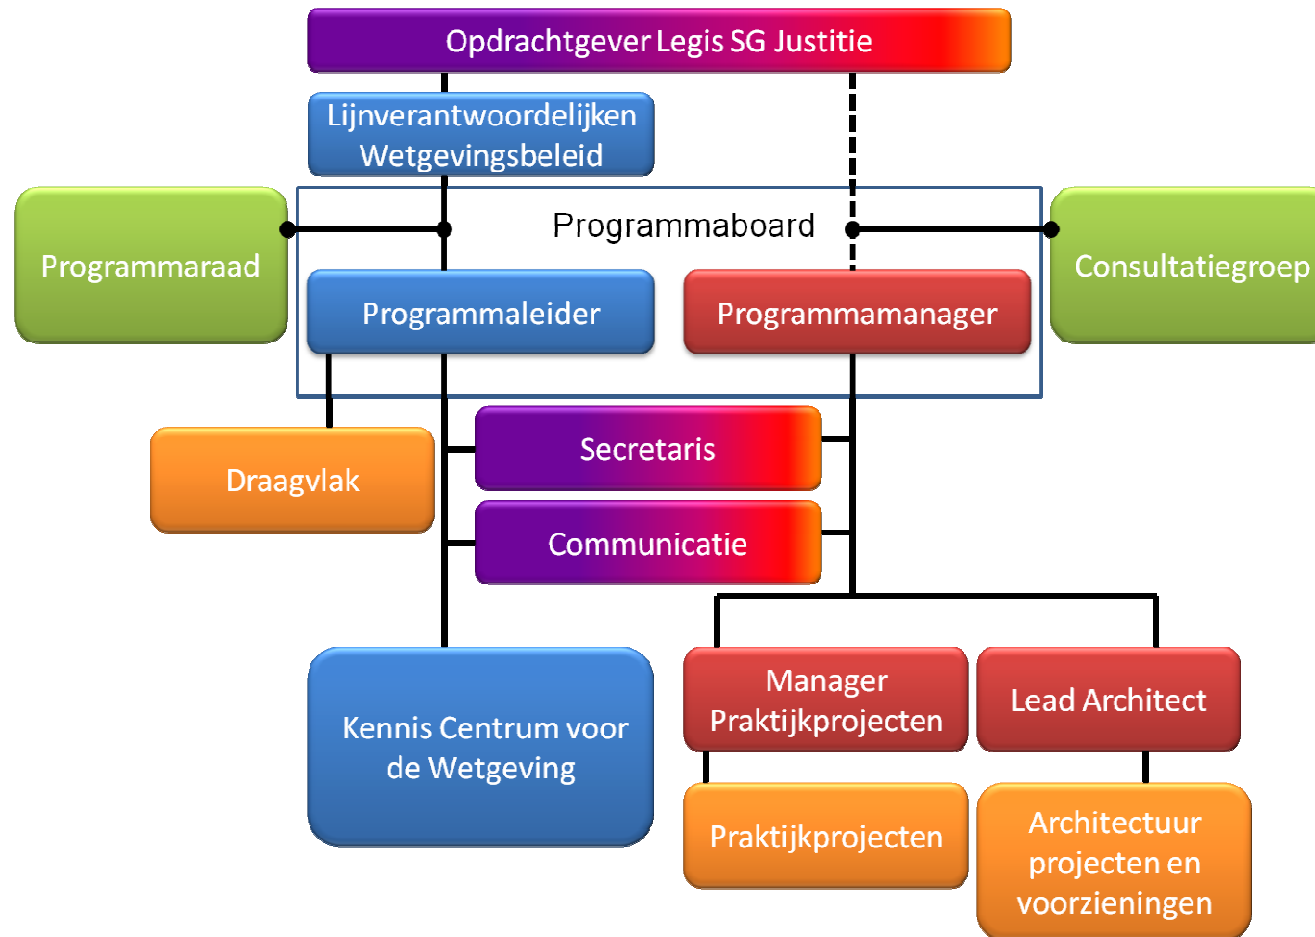 Opdrachtgever Legis SG Justitie
Lijnverantwoordelijken
Wetgevingsbeleid
Programmaboard
Programmaraad
Consultatiegroep
Programmaleider
Programmamanager
Secretaris
Draagvlak
Communicatie
Manager
Praktijkprojecten
Lead Architect
Kennis Centrum voor
de Wetgeving
Praktijkprojecten
Architectuur
projecten en
voorzieningen